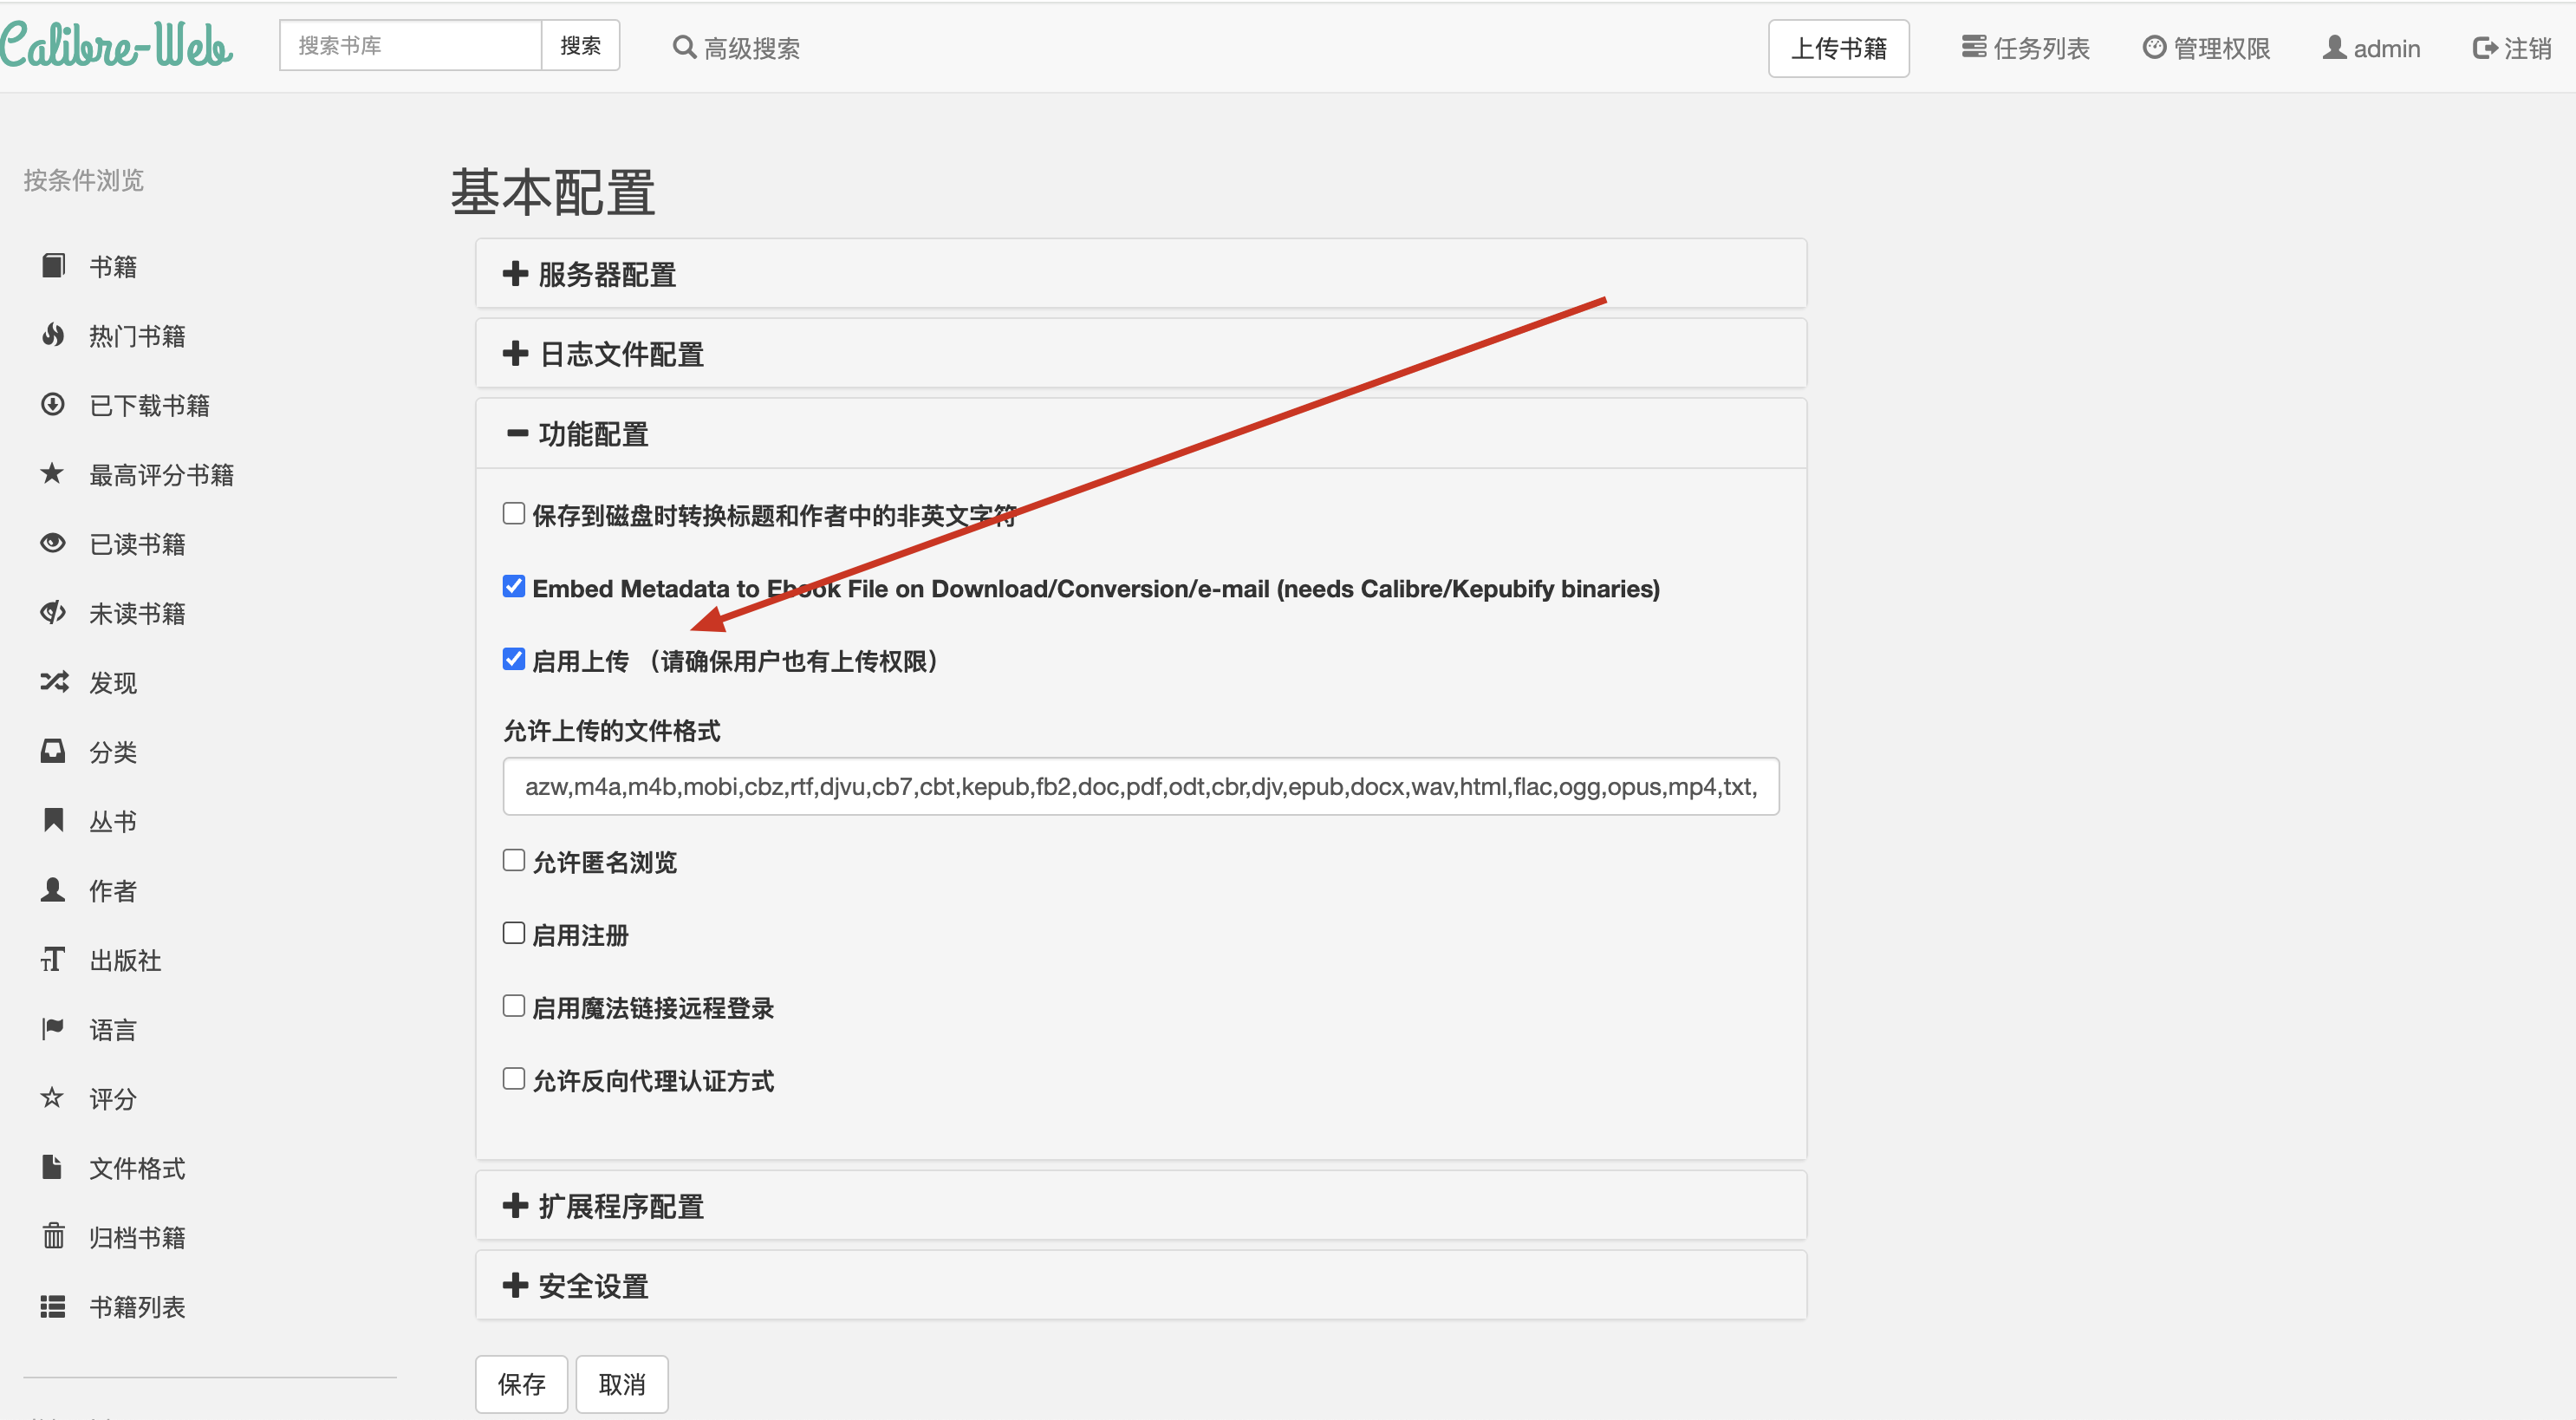 Calibre-Web
搜索书库
搜索
高级搜索
上传书籍
任务列表
管理权限
admin
注销
按条件浏览
书籍
热门书籍
已下载书籍
最高评分书籍
已读书籍
未读书籍
发现
分类
丛书
作者
出版社
语言
评分
文件格式
归档书籍
书籍列表
基本配置
服务器配置
日志文件配置
功能配置
保存到磁盘时转换标题和作者中的非英文字符
Embed Metadata to Ebook File on Download/Conversion/e-mail (needs Calibre/Kepubify binaries)
启用上传 （请确保用户也有上传权限）
允许上传的文件格式
azw,m4a,m4b,mobi,cbz,rtf,djvu,cb7,cbt,kepub,fb2,doc,pdf,odt,cbr,djv,epub,docx,wav,html,flac,ogg,opus,mp4,txt,
允许匿名浏览
启用注册
启用魔法链接远程登录
允许反向代理认证方式
扩展程序配置
安全设置
保存
取消